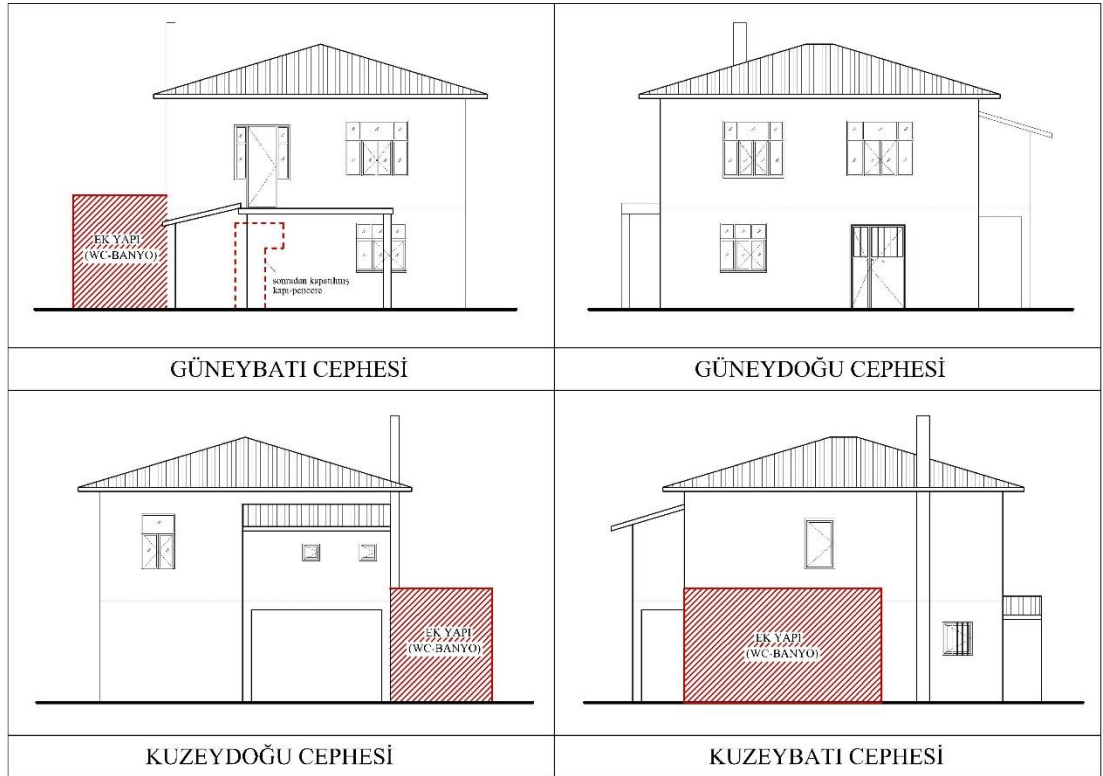 EK YAPI
(WC-BANYO)
sonradan kapatılmış
kapı-pencere
GÜNEYBATI CEPHESİ
GÜNEYDOĞU CEPHESİ
EK YAPI
(WC-BANYO)
EK YAPI
(WC-BANYO)
KUZEYDOĞU CEPHESİ
KUZEYBATI CEPHESİ